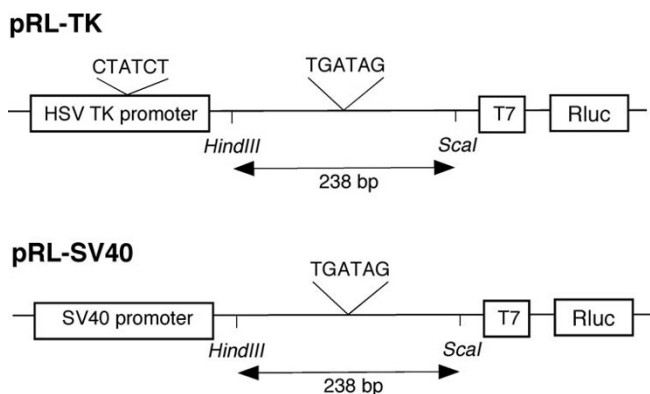 pRL-TK
CTATCT
TGATAG
HSV TK promoter
T7
Rluc
HindIII
ScaI
238 bp
pRL-SV40
TGATAG
SV40 promoter
T7
Rluc
HindIII
ScaI
238 bp